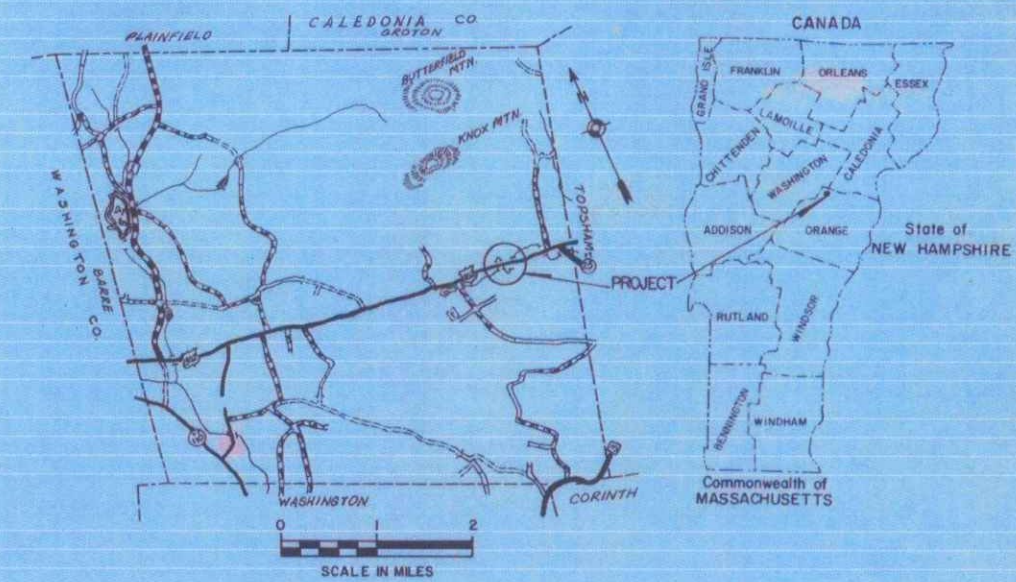 CALEDONIA CO.
GROTON
PLAINFIELD
BUTTERFIELD
MTN.
KNOX MTN.
WASHINGTON CO.
BARRE
TOPSHAM
PROJECT
WASHINGTON
CORINTH
0 1 2
SCALE IN MILES
CANADA
GRAND ISLE
FRANKLIN
ORLEANS
ESSEX
LAMOILLE
CHITTENDEN
WASHINGTON
CALEDONIA
ADDISON
ORANGE
State of
NEW HAMPSHIRE
RUTLAND
WINDSOR
BENNINGTON
WINDHAM
Commonwealth of
MASSACHUSETTS